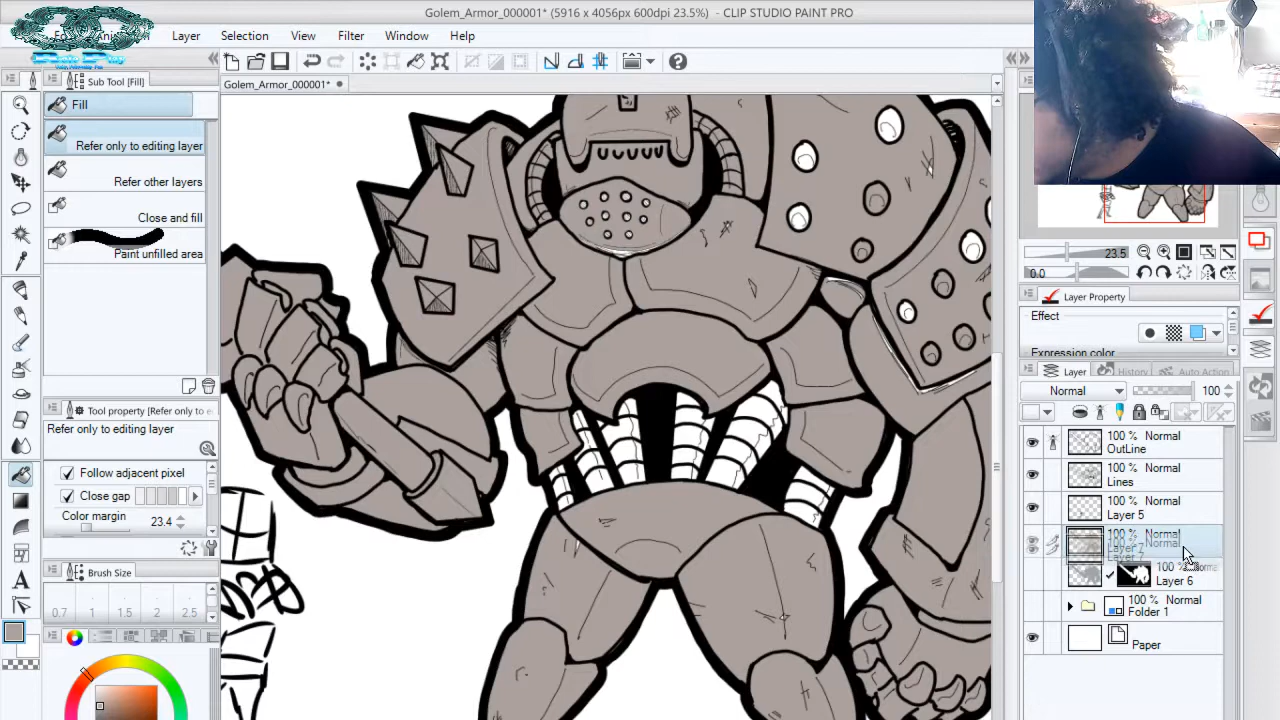 Golem_Armor_000001* (5916 x 4056px 600dpi 23.5%) - CLIP STUDIO PAINT PRO
Layer Selection View Filter Window Help
Sub Tool [Fill]
Golem_Armor_000001*
Fill
Refer only to editing layer
Refer other layers
Close and fill
Paint unfilled area
23.5
0.0
Layer Property
Effect
Expression color
Layer History Auto Action
Normal 100
100 % Normal
OutLine
100 % Normal
Lines
100 % Normal
Layer 5
100 % Normal
Layer 7
Layer 6
100 % Normal
Folder 1
Paper
Tool property [Refer only to e
Refer only to editing layer
Follow adjacent pixel
Close gap
Color margin
23.4
Brush Size
0.7 1 1.5 2 2.5